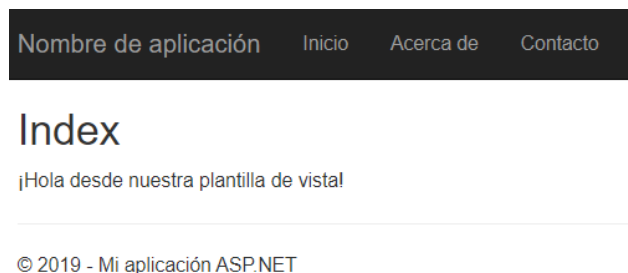 Nombre de aplicación Inicio Acerca de Contacto
Index
¡Hola desde nuestra plantilla de vista!
© 2019 - Mi aplicación ASP.NET